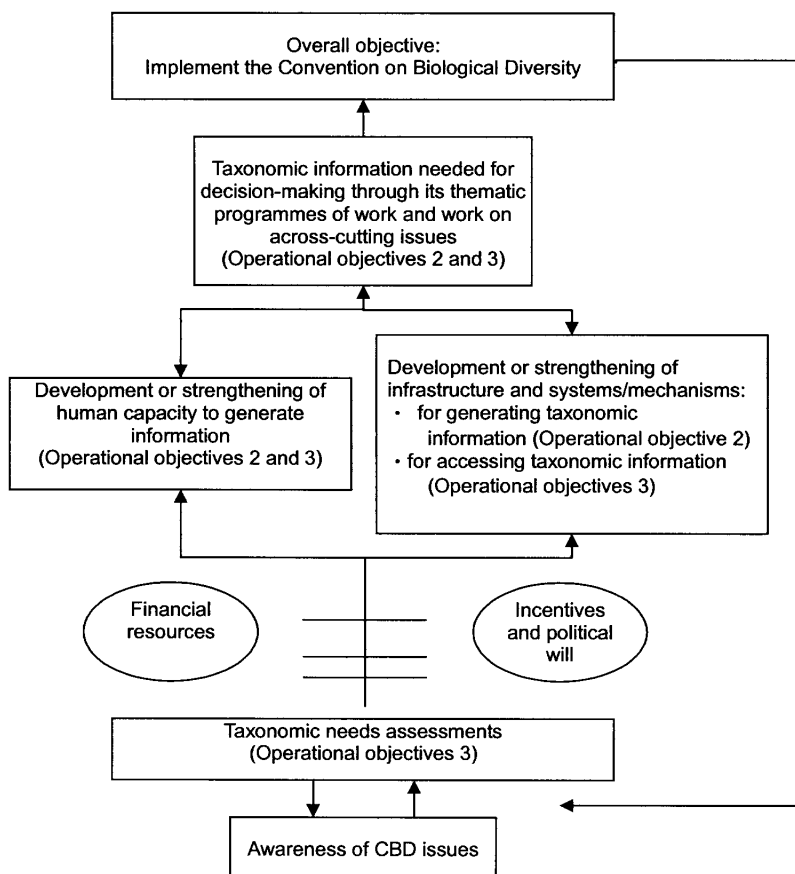 Overall objective:
Implement the Convention on Biological Diversity
Taxonomic information needed for
decision-making through its thematic
programmes of work and work on
across-cutting issues
(Operational objectives 2 and 3)
Development or strengthening of
human capacity to generate
information
(Operational objectives 2 and 3)
Development or strengthening of
infrastructure and systems/mechanisms:
· for generating taxonomic
information (Operational objective 2)
· for accessing taxonomic information
(Operational objectives 3)
Financial
resources
Incentives
and political
will
Taxonomic needs assessments
(Operational objectives 3)
Awareness of CBD issues